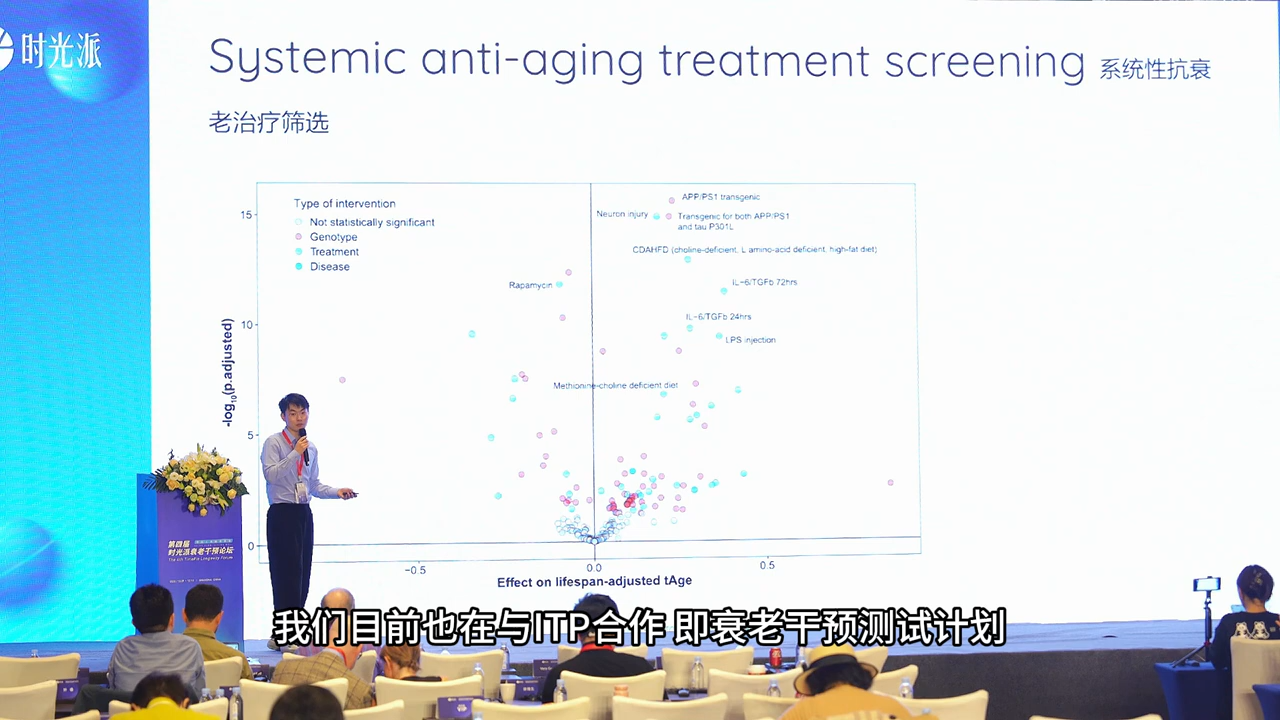 时光派
Systemic anti-aging treatment screening 系统性抗衰
老治疗筛选
Type of intervention
Not statistically significant
Genotype
Treatment
Disease
15
10
5
0
-log10(p.adjusted)
APP/PS1 transgenic
Neuron injury
Transgenic for both APP/PS1
and tau P301L
CDAHFD (choline-deficient, L amino-acid deficient, high-fat diet)
Rapamycin
IL-6/TGFb 72hrs
IL-6/TGFb 24hrs
LPS injection
Methionine-choline deficient diet
-0.5
0.0
0.5
Effect on lifespan-adjusted tAge
第四届
时光派衰老干预论坛
我们目前也在与ITP合作 即衰老干预测试计划